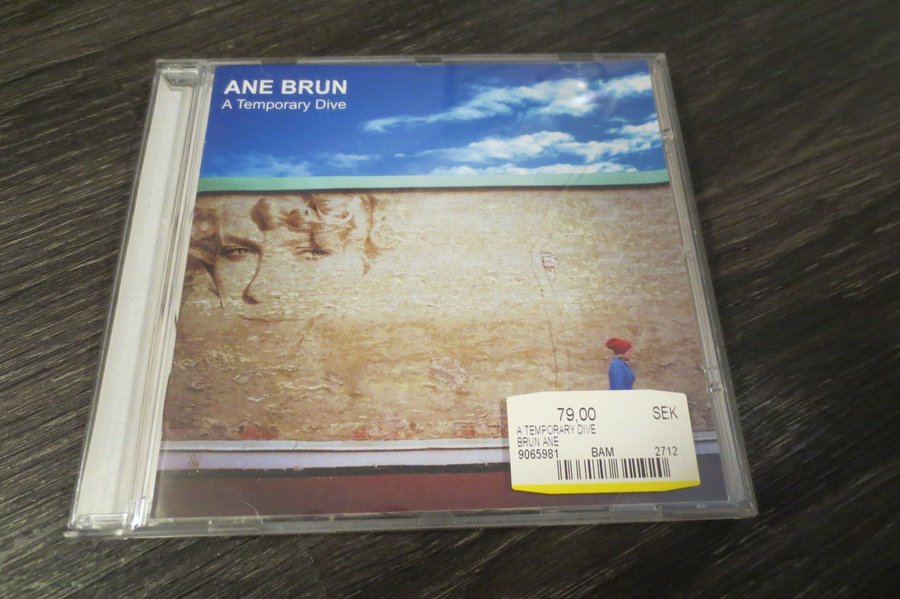 ANE BRUN
A Temporary Dive
79,00 SEK
A TEMPORARY DIVE
BRUN ANE
9065981 BAM 2712